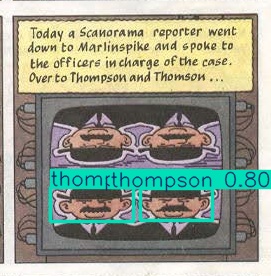 Today a Scanorama reporter went
down to Marlinspike and spoke to
the officers in charge of the case.
Over to Thompson and Thomson ...
thompson 0.80